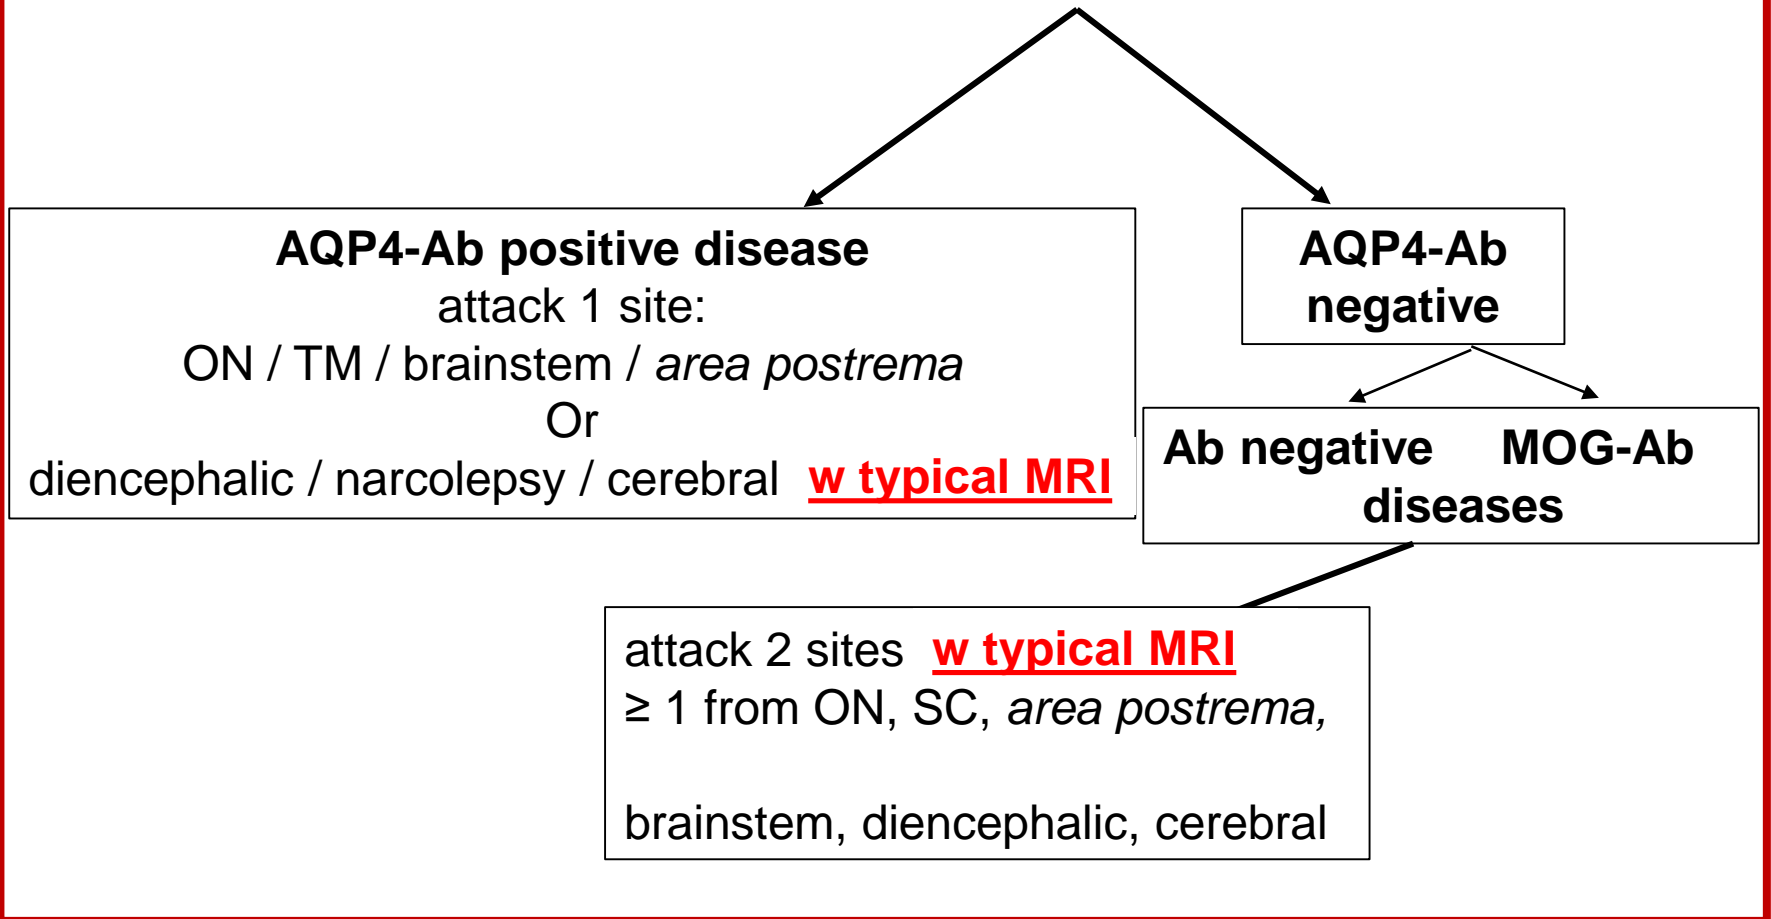 AQP4-Ab positive disease
attack 1 site:
ON / TM / brainstem / area postrema
Or
diencephalic / narcolepsy / cerebral w typical MRI
AQP4-Ab
negative
Ab negative MOG-Ab
diseases
attack 2 sites w typical MRI
≥ 1 from ON, SC, area postrema,
brainstem, diencephalic, cerebral